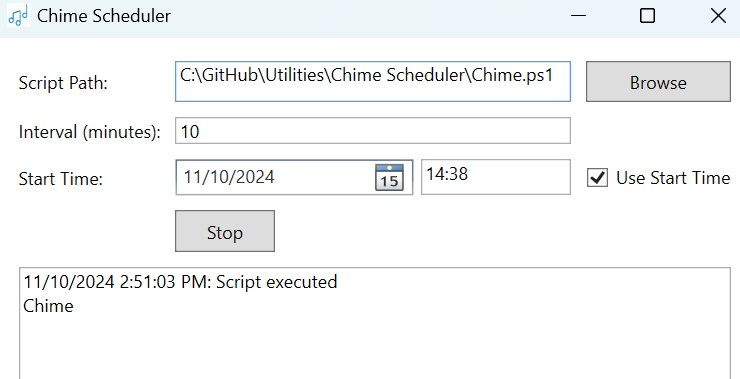 Chime Scheduler
Script Path: C:\GitHub\Utilities\Chime Scheduler\Chime.ps1 Browse
Interval (minutes): 10
Start Time: 11/10/2024 15 14:38 Use Start Time
Stop
11/10/2024 2:51:03 PM: Script executed
Chime